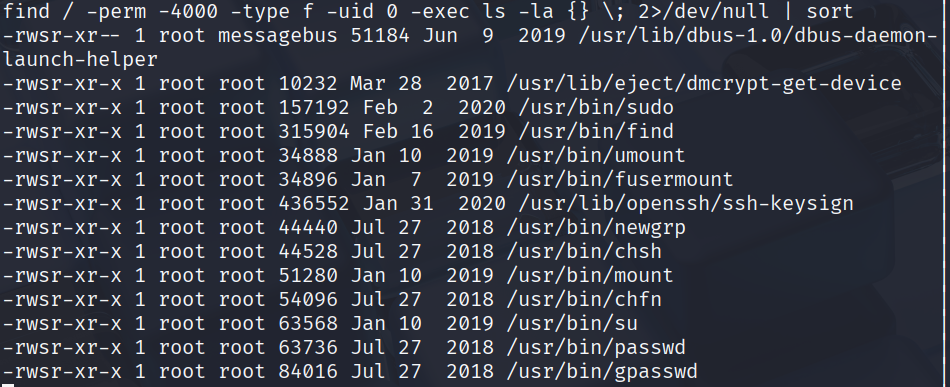 find / -perm -4000 -type f -uid 0 -exec ls -la {} \; 2>/dev/null | sort
-rwsr-xr-- 1 root messagebus 51184 Jun  9  2019 /usr/lib/dbus-1.0/dbus-daemon-
launch-helper
-rwsr-xr-x 1 root root 10232 Mar 28  2017 /usr/lib/eject/dmcrypt-get-device
-rwsr-xr-x 1 root root 157192 Feb  2  2020 /usr/bin/sudo
-rwsr-xr-x 1 root root 315904 Feb 16  2019 /usr/bin/find
-rwsr-xr-x 1 root root 34888 Jan 10  2019 /usr/bin/umount
-rwsr-xr-x 1 root root 34896 Jan  7  2019 /usr/bin/fusermount
-rwsr-xr-x 1 root root 436552 Jan 31  2020 /usr/lib/openssh/ssh-keysign
-rwsr-xr-x 1 root root 44440 Jul 27  2018 /usr/bin/newgrp
-rwsr-xr-x 1 root root 44528 Jul 27  2018 /usr/bin/chsh
-rwsr-xr-x 1 root root 51280 Jan 10  2019 /usr/bin/mount
-rwsr-xr-x 1 root root 54096 Jul 27  2018 /usr/bin/chfn
-rwsr-xr-x 1 root root 63568 Jan 10  2019 /usr/bin/su
-rwsr-xr-x 1 root root 63736 Jul 27  2018 /usr/bin/passwd
-rwsr-xr-x 1 root root 84016 Jul 27  2018 /usr/bin/gpasswd